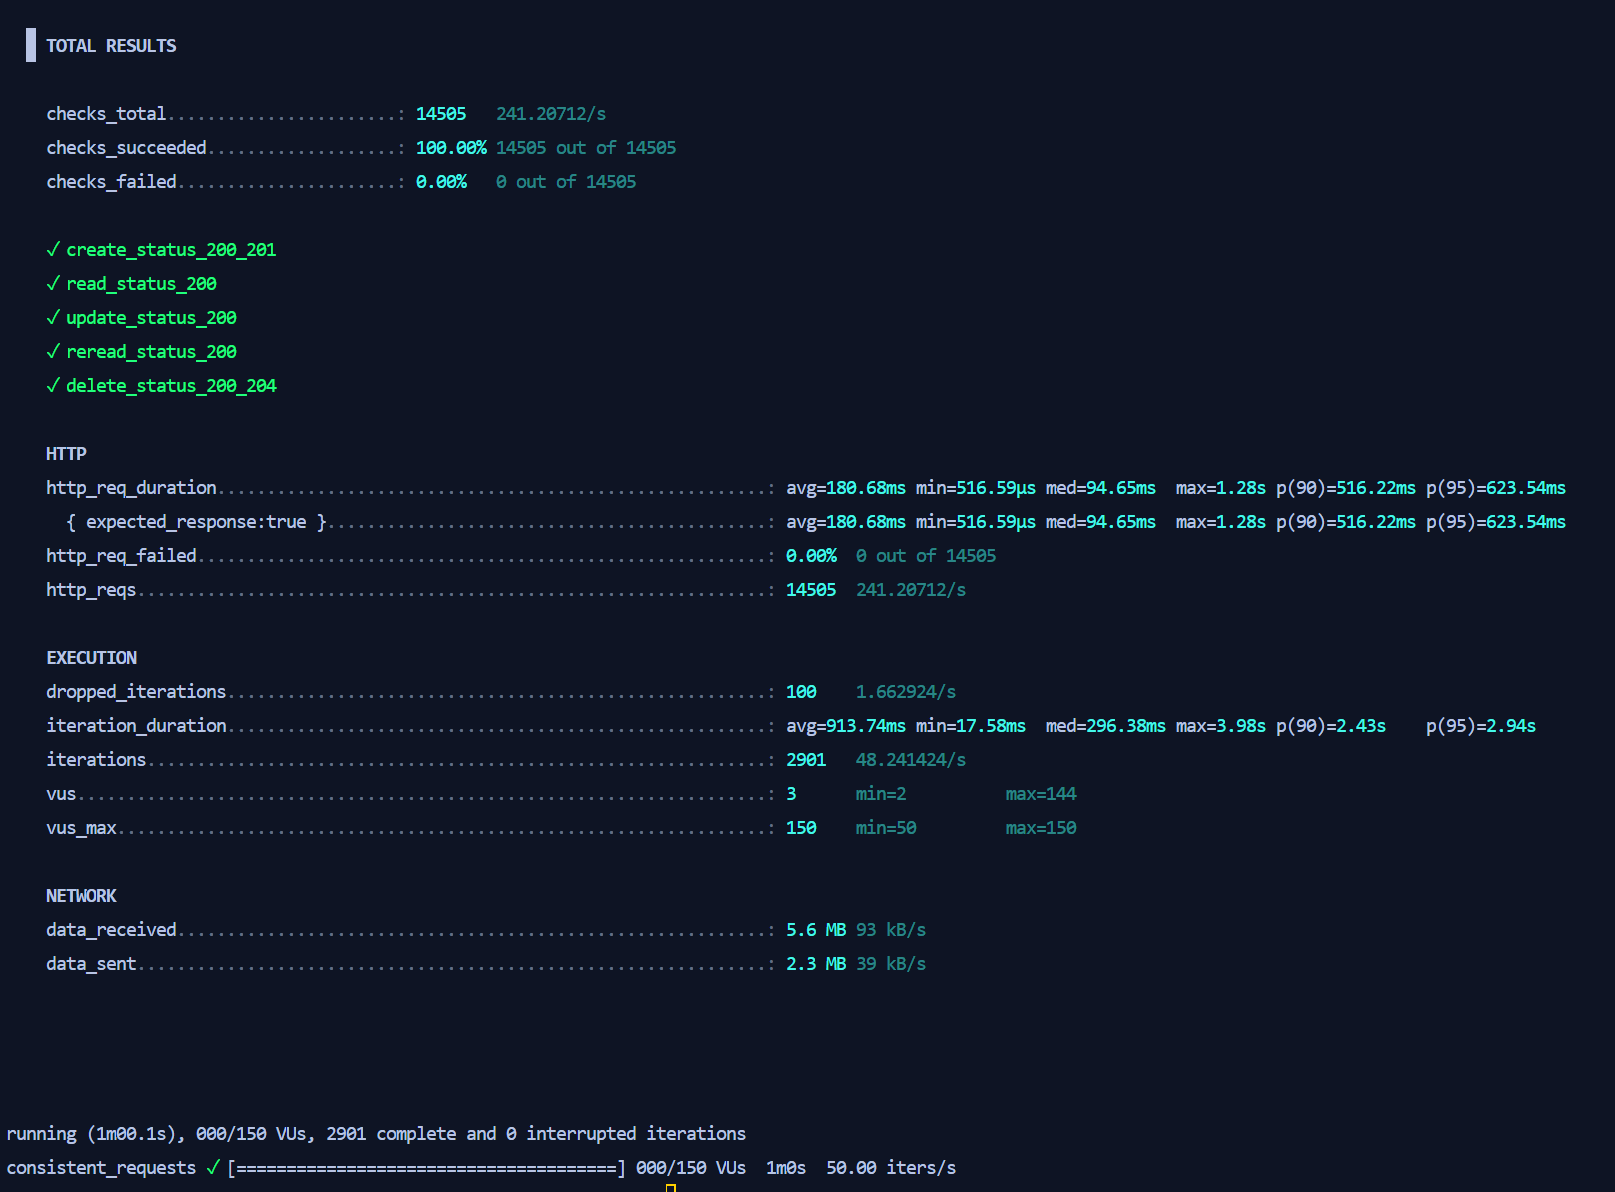 TOTAL RESULTS
checks_total.......................: 14505 241.20712/s
checks_succeeded...................: 100.00% 14505 out of 14505
checks_failed......................: 0.00% 0 out of 14505
✓ create_status_200_201
✓ read_status_200
✓ update_status_200
✓ reread_status_200
✓ delete_status_200_204
HTTP
http_req_duration.......................................................: avg=180.68ms min=516.59µs med=94.65ms max=1.28s p(90)=516.22ms p(95)=623.54ms
{ expected_response:true }............................................: avg=180.68ms min=516.59µs med=94.65ms max=1.28s p(90)=516.22ms p(95)=623.54ms
http_req_failed.........................................................: 0.00% 0 out of 14505
http_reqs...............................................................: 14505 241.20712/s
EXECUTION
dropped_iterations......................................................: 100 1.662924/s
iteration_duration......................................................: avg=913.74ms min=17.58ms med=296.38ms max=3.98s p(90)=2.43s p(95)=2.94s
iterations..............................................................: 2901 48.241424/s
vus.....................................................................: 3 min=2 max=144
vus_max.................................................................: 150 min=50 max=150
NETWORK
data_received...........................................................: 5.6 MB 93 kB/s
data_sent...............................................................: 2.3 MB 39 kB/s
running (1m00.1s), 000/150 VUs, 2901 complete and 0 interrupted iterations
consistent_requests ✓ [======================================] 000/150 VUs 1m0s 50.00 iters/s